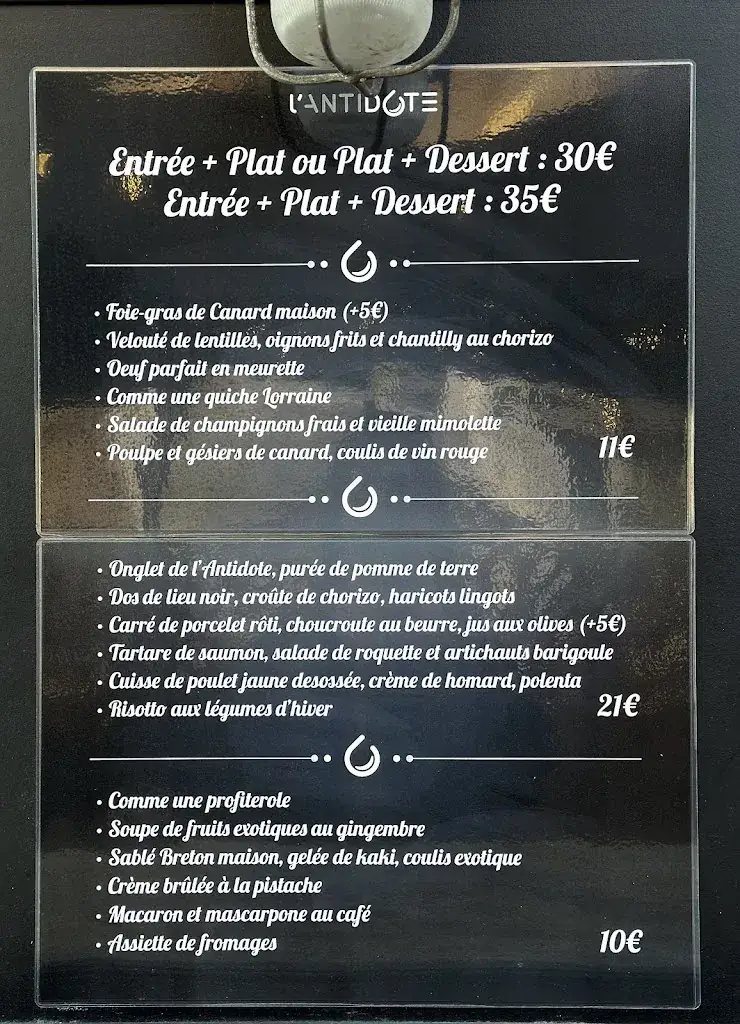 L'ANTIDOTE
Entrée + Plat ou Plat + Dessert : 30€
Entrée + Plat + Dessert : 35€
• Foie-gras de Canard maison (+5€)
• Velouté de lentilles, oignons frits et chantilly au chorizo
• Oeuf parfait en meurette
• Comme une quiche Lorraine
• Salade de champignons frais et vieille mimolette
• Poulpe et gésiers de canard, coulis de vin rouge 11€
• Onglet de l'Antidote, purée de pomme de terre
• Dos de lieu noir, croûte de chorizo, haricots lingots
• Carré de porcelet rôti, choucroute au beurre, jus aux olives (+5€)
• Tartare de saumon, salade de roquette et artichauts barigoule
• Cuisse de poulet jaune desossée, crème de homard, polenta
• Risotto aux légumes d'hiver 21€
• Comme une profiterole
• Soupe de fruits exotiques au gingembre
• Sablé Breton maison, gelée de kaki, coulis exotique
• Crème brûlée à la pistache
• Macaron et mascarpone au café
• Assiette de fromages 10€